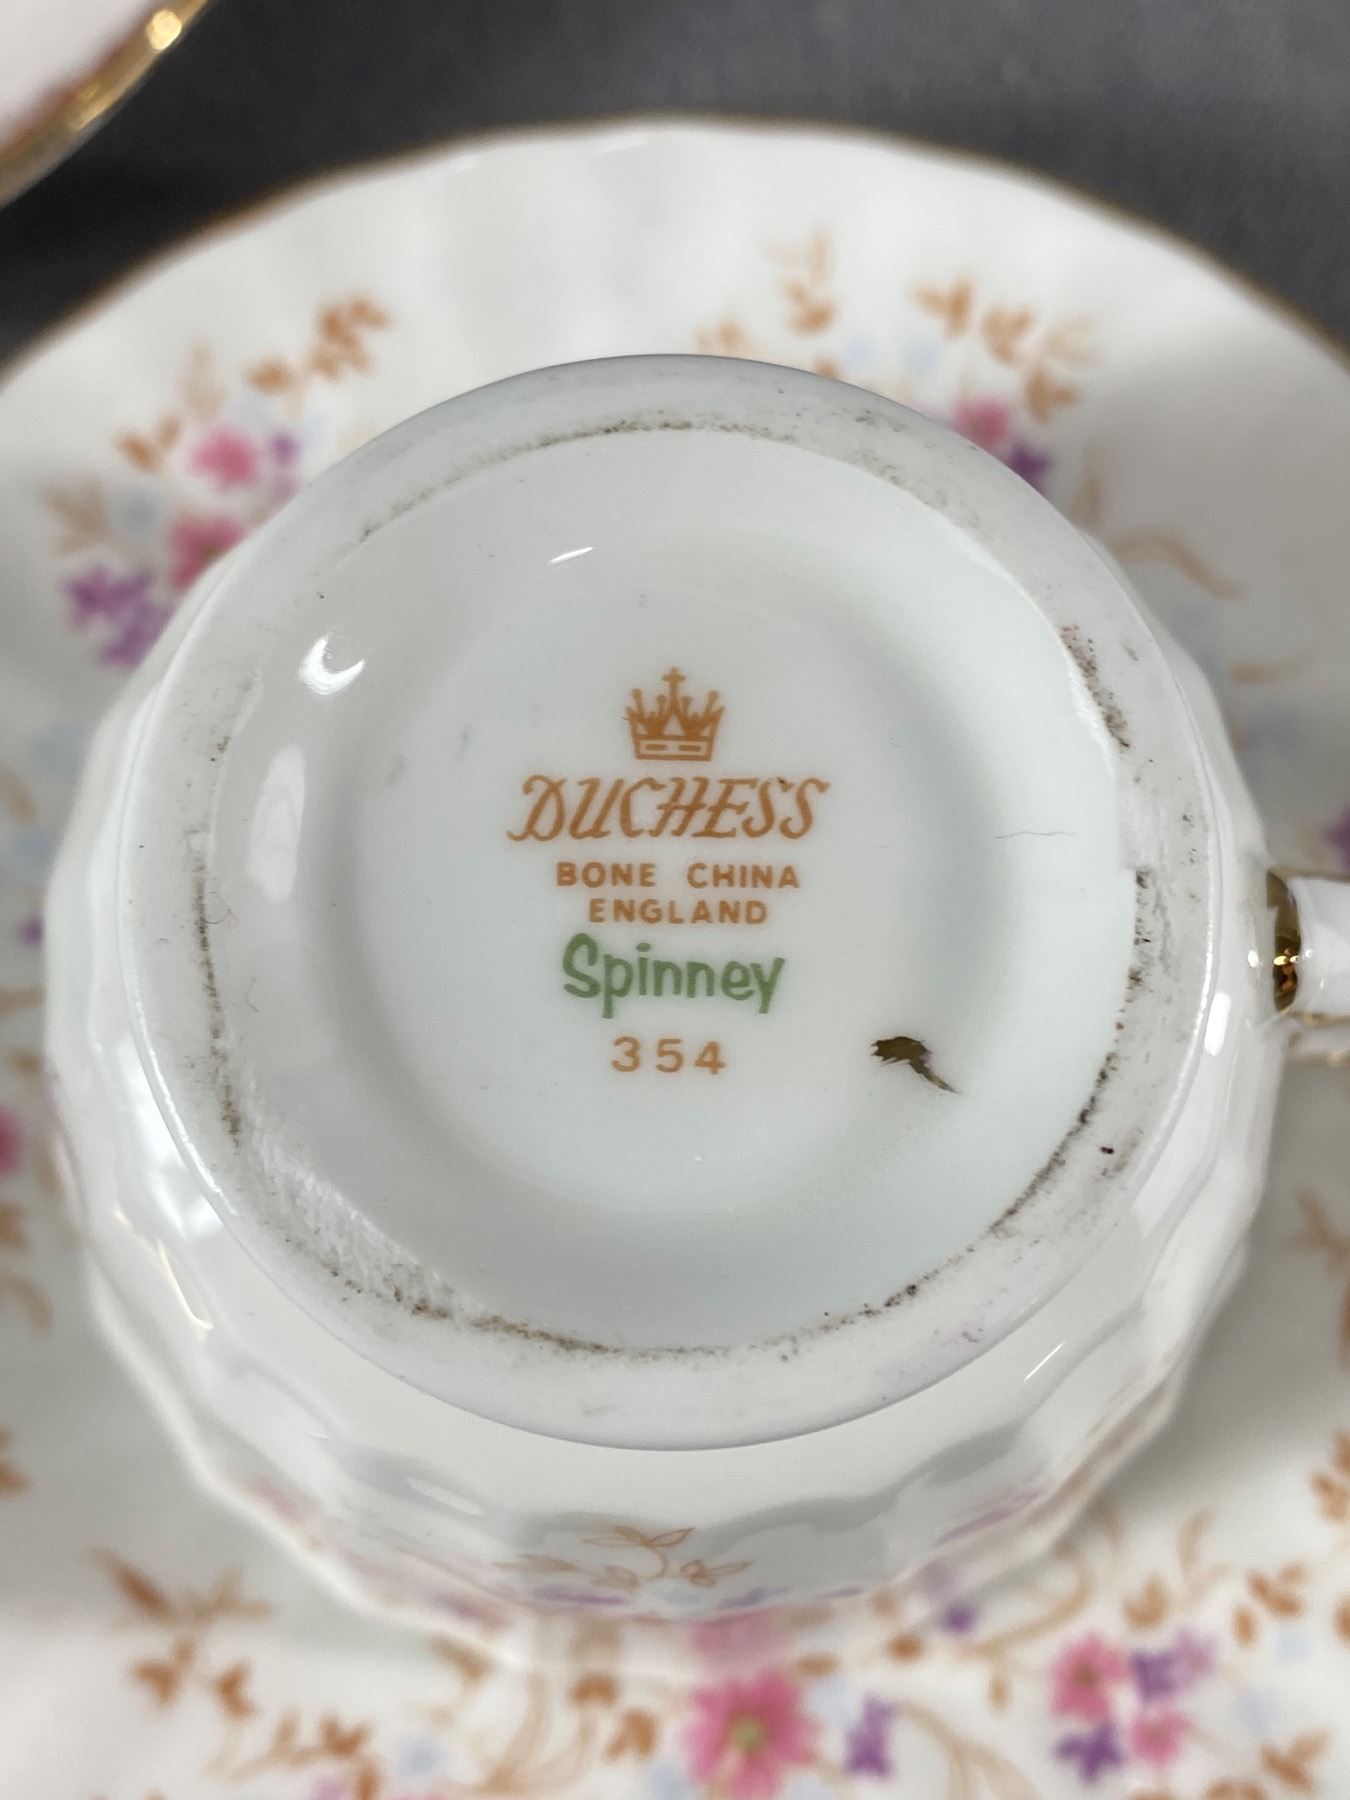 DUCHESS
BONE CHINA
ENGLAND
Spinney
354